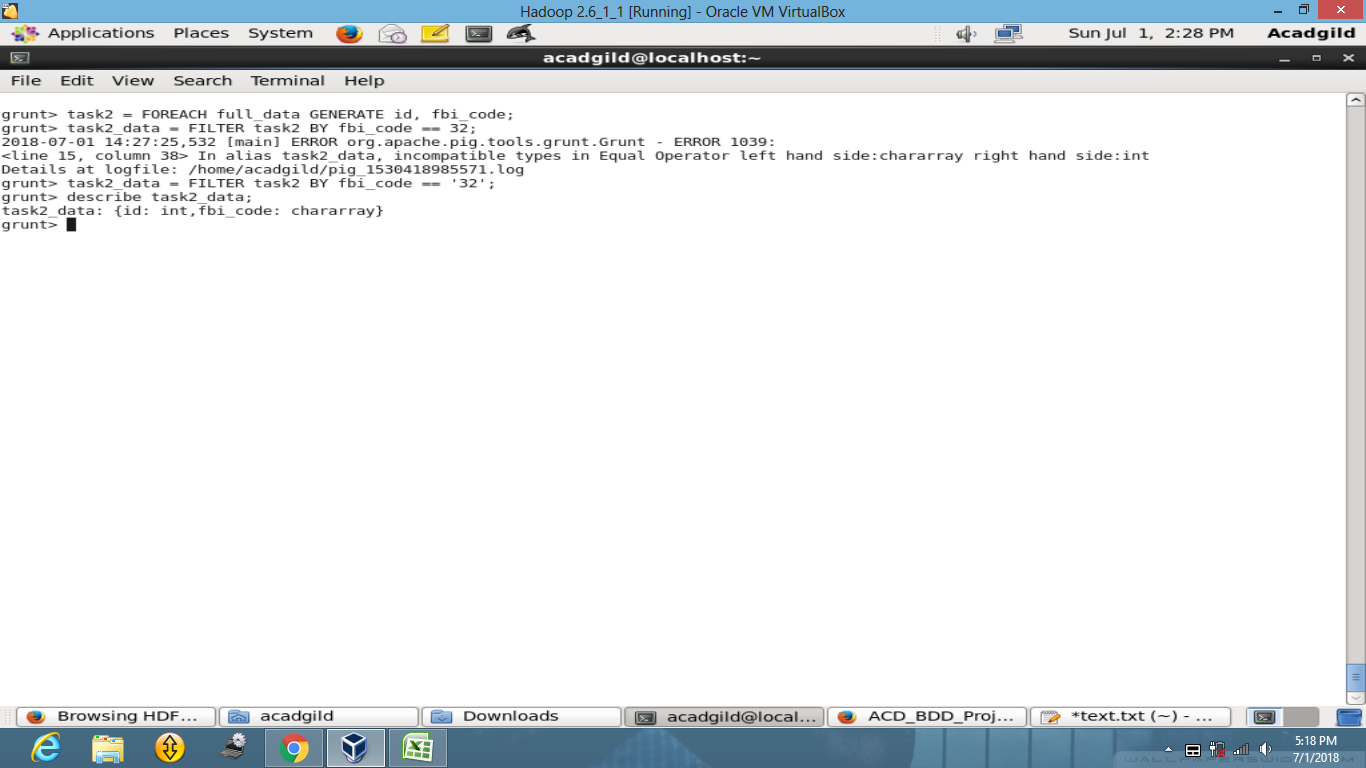 Hadoop 2.6_1_1 [Running] - Oracle VM VirtualBox
Applications Places System Sun Jul 1, 2:28 PM Acadgild
acadgild@localhost:~
File Edit View Search Terminal Help
grunt> task2 = FOREACH full_data GENERATE id, fbi_code;
grunt> task2_data = FILTER task2 BY fbi_code == 32;
2018-07-01 14:27:25,532 [main] ERROR org.apache.pig.tools.grunt.Grunt - ERROR 1039:
<line 15, column 38> In alias task2_data, incompatible types in Equal Operator left hand side:chararray right hand side:int
Details at logfile: /home/acadgild/pig_1530418985571.log
grunt> task2_data = FILTER task2 BY fbi_code == '32';
grunt> describe task2_data;
task2_data: {id: int,fbi_code: chararray}
grunt>
Browsing HDF... acadgild Downloads acadgild@local... ACD_BDD_Proj... *text.txt (~) - ...
5:18 PM
7/1/2018